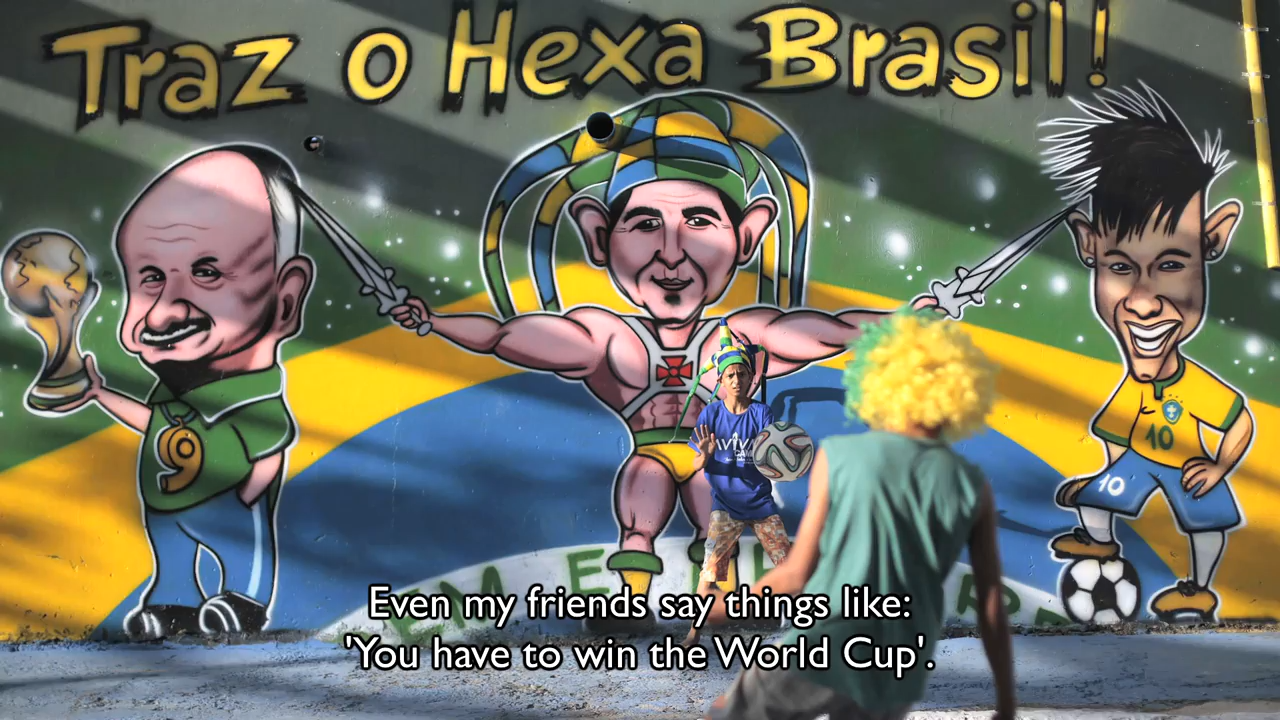 Traz o Hexa Brasil!
9
10
10
VIVA
Even my friends say things like:
'You have to win the World Cup'.